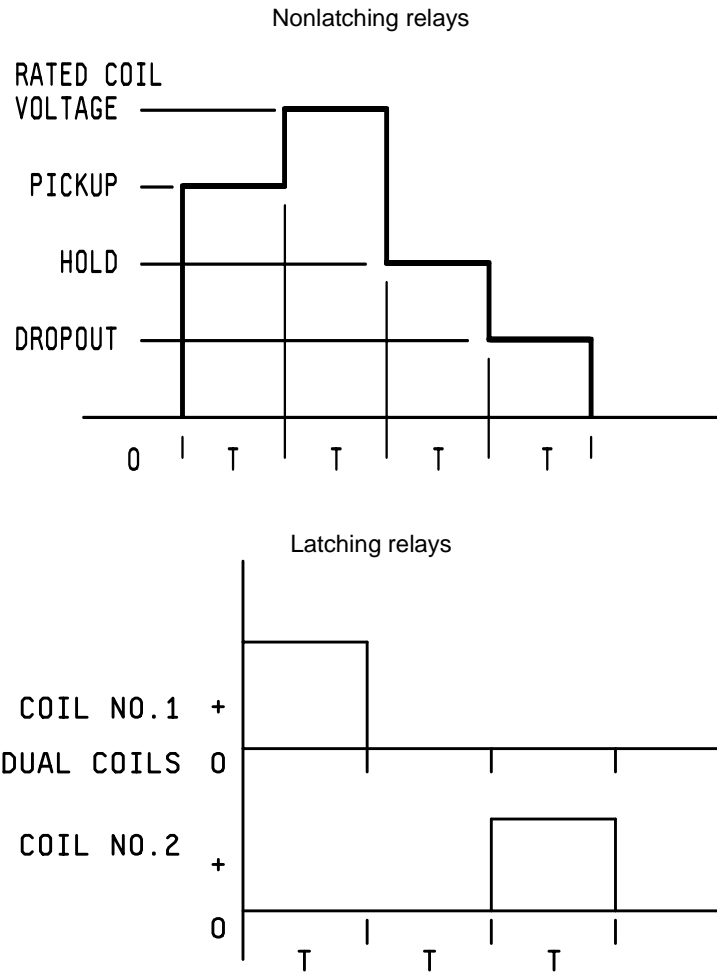 Nonlatching relays
RATED COIL
VOLTAGE
PICKUP
HOLD
DROPOUT
0 T T T T
Latching relays
COIL NO.1 +
DUAL COILS 0
COIL NO.2
+
0
T T T